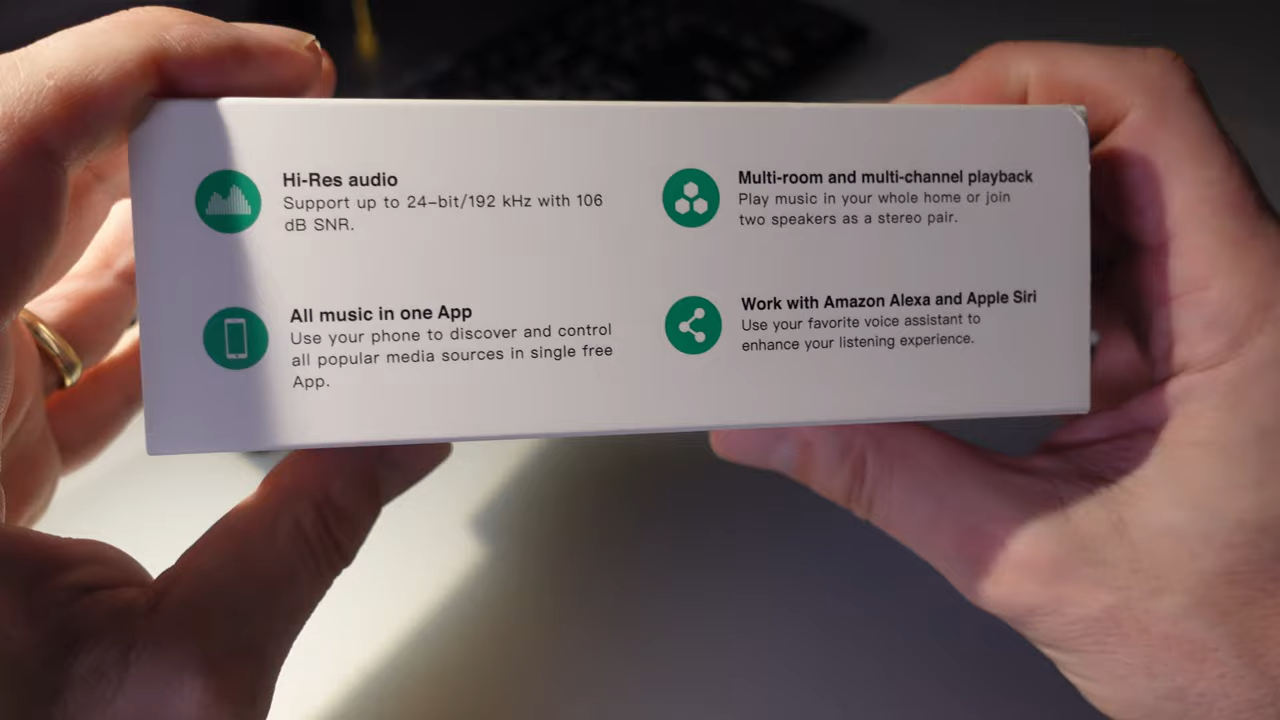 Hi-Res audio
Support up to 24-bit/192 kHz with 106
dB SNR.
Multi-room and multi-channel playback
Play music in your whole home or join
two speakers as a stereo pair.
All music in one App
Use your phone to discover and control
all popular media sources in single free
App.
Work with Amazon Alexa and Apple Siri
Use your favorite voice assistant to
enhance your listening experience.